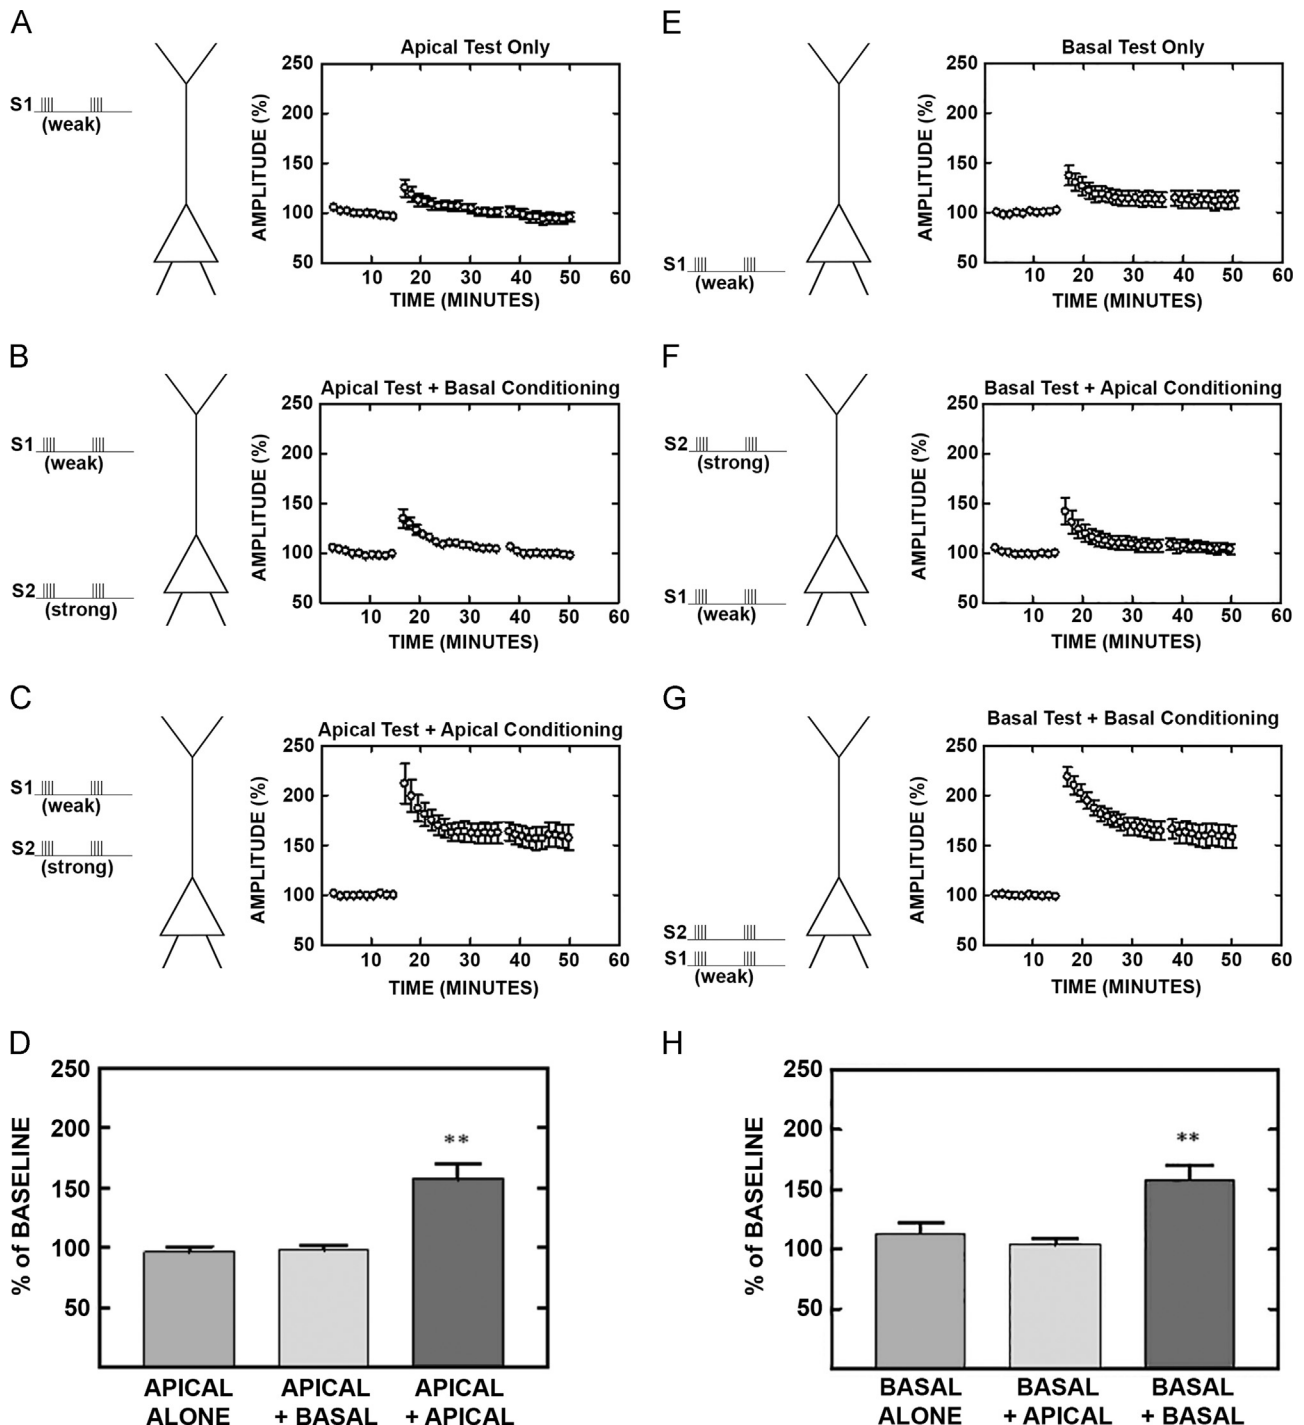 A
Apical Test Only
S1
(weak)
AMPLITUDE (%)
250
200
150
100
50
10 20 30 40 50 60
TIME (MINUTES)
E
Basal Test Only
S1
(weak)
AMPLITUDE (%)
250
200
150
100
50
10 20 30 40 50 60
TIME (MINUTES)
B
Apical Test + Basal Conditioning
S1
(weak)
S2
(strong)
AMPLITUDE (%)
250
200
150
100
50
10 20 30 40 50 60
TIME (MINUTES)
F
Basal Test + Apical Conditioning
S2
(strong)
S1
(weak)
AMPLITUDE (%)
250
200
150
100
50
10 20 30 40 50 60
TIME (MINUTES)
C
Apical Test + Apical Conditioning
S1
(weak)
S2
(strong)
AMPLITUDE (%)
250
200
150
100
50
10 20 30 40 50 60
TIME (MINUTES)
G
Basal Test + Basal Conditioning
S2
S1
(weak)
AMPLITUDE (%)
250
200
150
100
50
10 20 30 40 50 60
TIME (MINUTES)
D
% of BASELINE
250
200
150
100
50
**
APICAL APICAL APICAL
ALONE + BASAL + APICAL
H
% of BASELINE
250
200
150
100
50
**
BASAL BASAL BASAL
ALONE + APICAL + BASAL